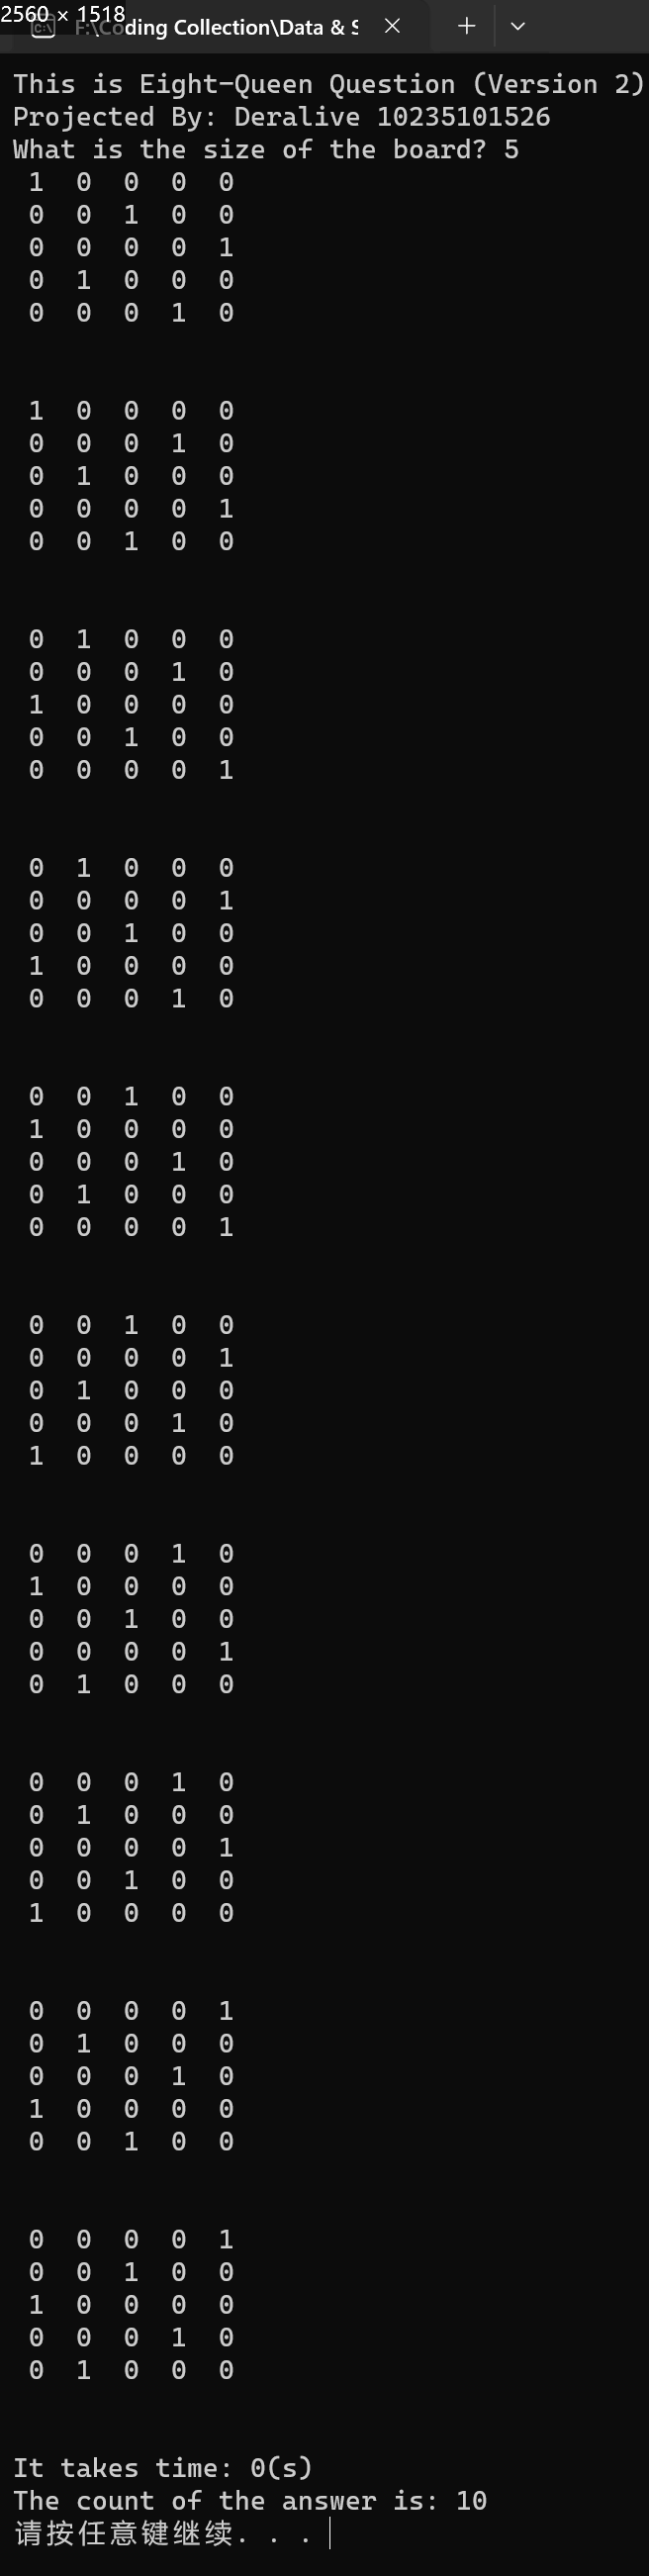 2560 × 1518
F:\Coding Collection\Data & S
This is Eight-Queen Question (Version 2)
Projected By: Deralive 10235101526
What is the size of the board? 5
1 0 0 0 0
0 0 1 0 0
0 0 0 0 1
0 1 0 0 0
0 0 0 1 0
1 0 0 0 0
0 0 0 1 0
0 1 0 0 0
0 0 0 0 1
0 0 1 0 0
0 1 0 0 0
0 0 0 1 0
1 0 0 0 0
0 0 1 0 0
0 0 0 0 1
0 1 0 0 0
0 0 0 0 1
0 0 1 0 0
1 0 0 0 0
0 0 0 1 0
0 0 1 0 0
1 0 0 0 0
0 0 0 1 0
0 1 0 0 0
0 0 0 0 1
0 0 1 0 0
0 0 0 0 1
0 1 0 0 0
0 0 0 1 0
1 0 0 0 0
0 0 0 1 0
1 0 0 0 0
0 0 1 0 0
0 0 0 0 1
0 1 0 0 0
0 0 0 1 0
0 1 0 0 0
0 0 0 0 1
0 0 1 0 0
1 0 0 0 0
0 0 0 0 1
0 1 0 0 0
0 0 0 1 0
1 0 0 0 0
0 0 1 0 0
0 0 0 0 1
0 0 1 0 0
1 0 0 0 0
0 0 0 1 0
0 1 0 0 0
It takes time: 0(s)
The count of the answer is: 10
请按任意键继续. . .